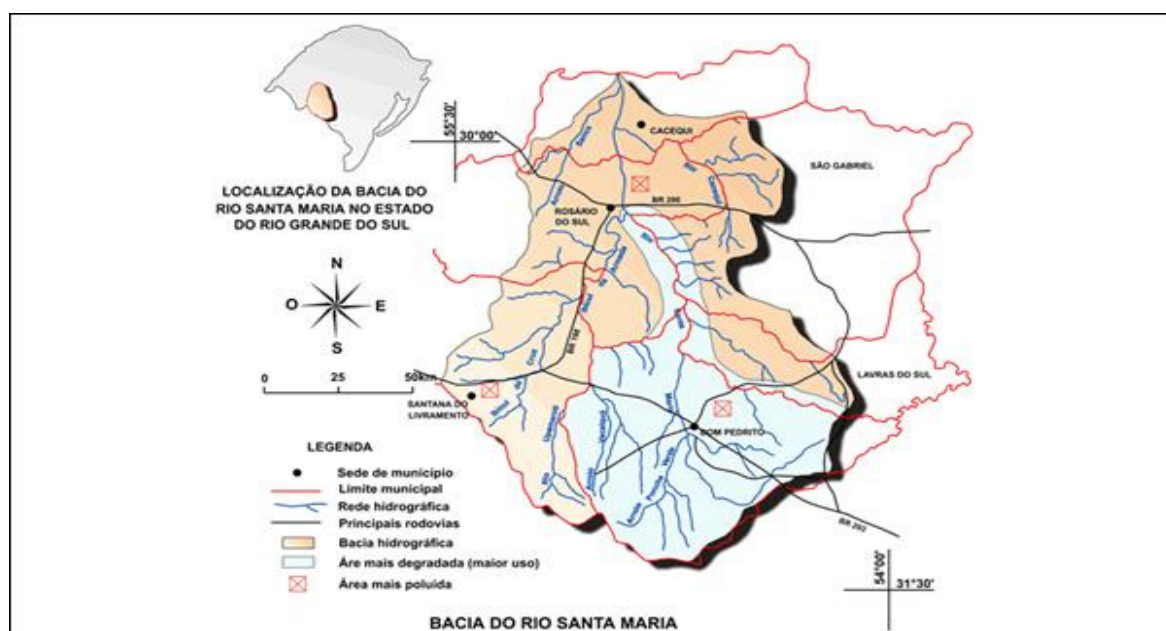 55°30'
30°00'
CACEQUI
SÃO GABRIEL
LOCALIZAÇÃO DA BACIA DO
RIO SANTA MARIA NO ESTADO
DO RIO GRANDE DO SUL
BR 290
ROSÁRIO
DO SUL
Rio
N
O
E
S
BR 158
0
25
50km
LAVRAS DO SUL
SANTANA DO
LIVRAMENTO
DOM PEDRITO
LEGENDA
Sede de município
Limite municipal
Rede hidrográfica
Principais rodovias
Bacia hidrográfica
Áre mais degradada (maior uso)
Área mais poluída
BR 293
54°00'
31°30'
BACIA DO RIO SANTA MARIA